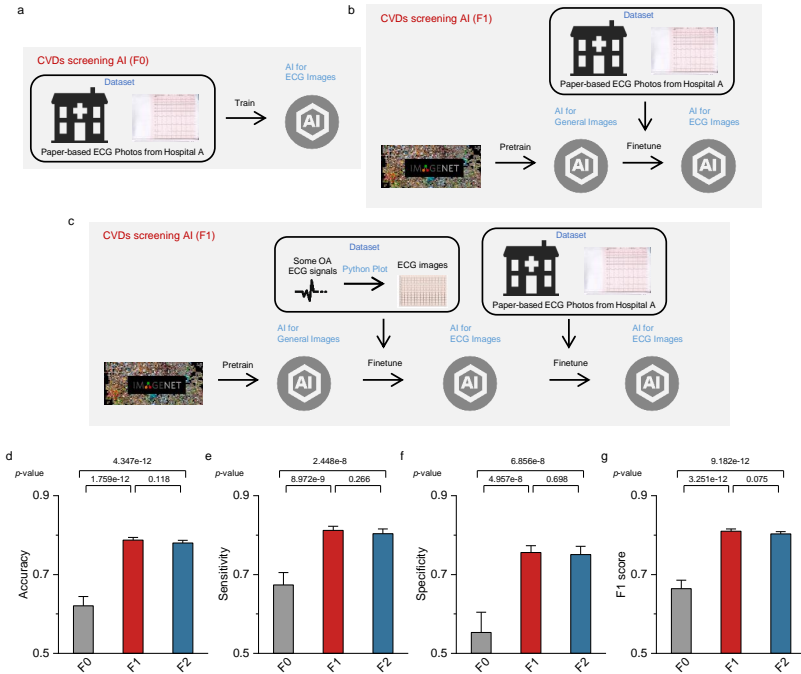 a
CVDs screening AI (F0)
Dataset
Paper-based ECG Photos from Hospital A
Train
AI for
ECG Images
AI
b
CVDs screening AI (F1)
Dataset
Paper-based ECG Photos from Hospital A
AI for
General Images
AI for
ECG Images
IMAGENET
Pretrain
AI
Finetune
AI
c
CVDs screening AI (F1)
Dataset
Some OA
ECG signals
Python Plot
ECG images
Paper-based ECG Photos from Hospital A
AI for
General Images
AI for
ECG Images
AI for
ECG Images
IMAGENET
Pretrain
AI
Finetune
AI
Finetune
AI
d
p-value
4.347e-12
1.759e-12
0.118
0.9
0.7
0.5
Accuracy
F0
F1
F2
e
p-value
2.448e-8
8.972e-9
0.266
0.9
0.7
0.5
Sensitivity
F0
F1
F2
f
p-value
6.856e-8
4.957e-8
0.698
0.9
0.7
0.5
Specificity
F0
F1
F2
g
p-value
9.182e-12
3.251e-12
0.075
0.9
0.7
0.5
F1 score
F0
F1
F2